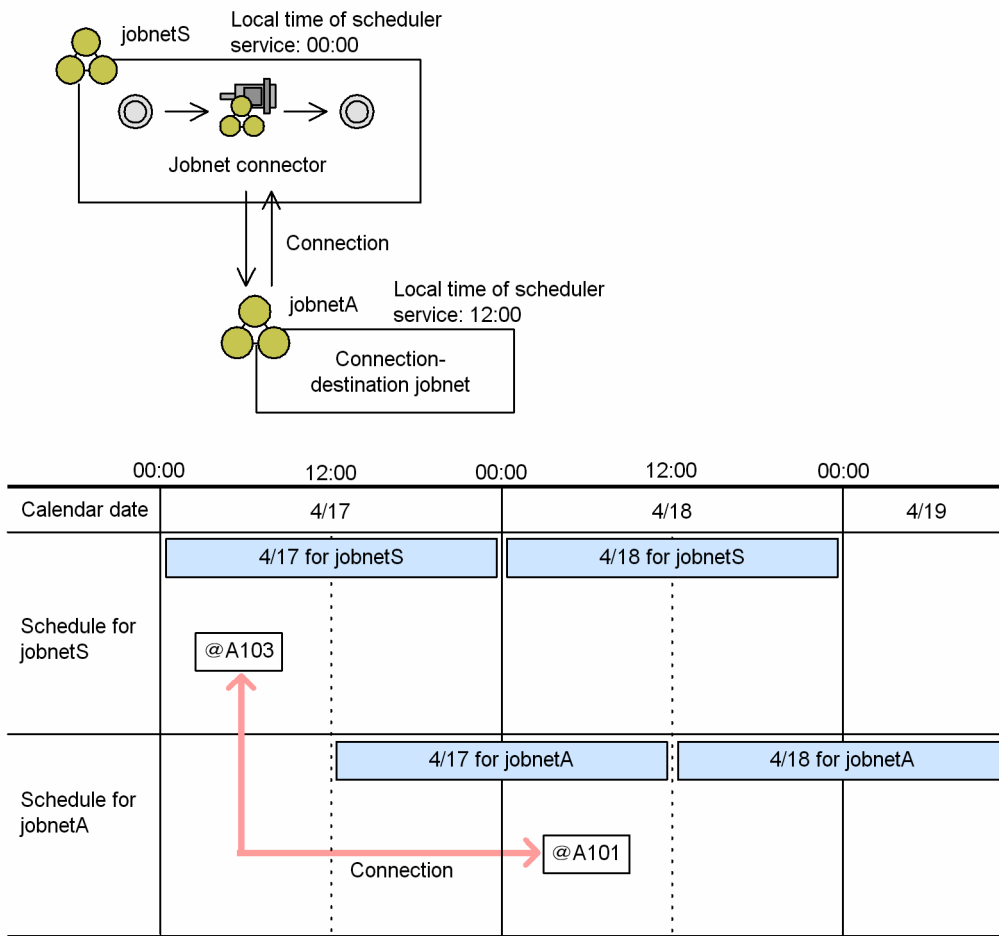 jobnetS
Local time of scheduler
service: 00:00
Jobnet connector
Connection
jobnetA
Local time of scheduler
service: 12:00
Connection-
destination jobnet
00:00 12:00 00:00 12:00 00:00
Calendar date 4/17 4/18 4/19
4/17 for jobnetS 4/18 for jobnetS
Schedule for
jobnetS
@A103
4/17 for jobnetA 4/18 for jobnetA
Schedule for
jobnetA
@A101
Connection